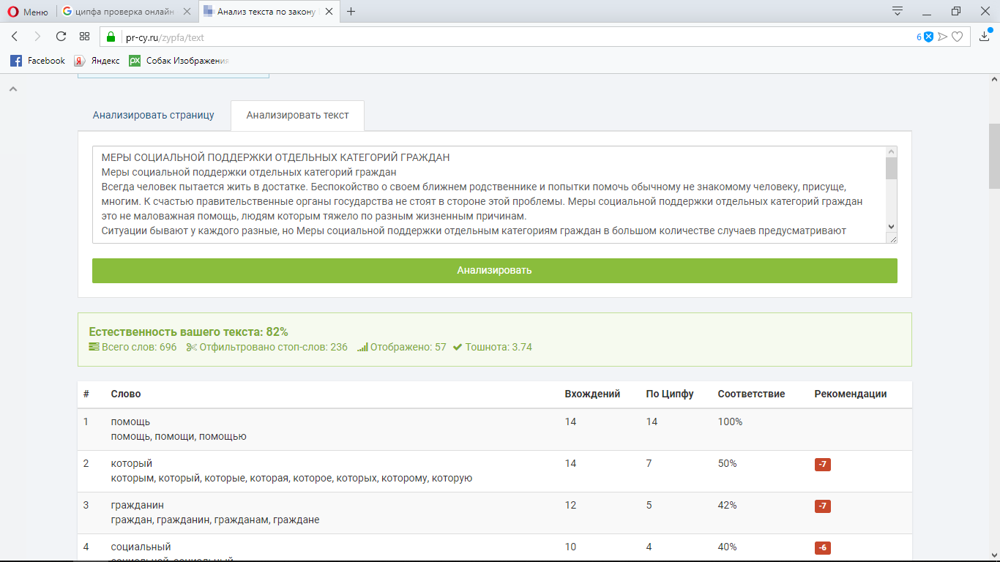 Меню
ципфа проверка онлайн
Анализ текста по закону
pr-cy.ru/zypfa/text
6
Facebook
Яндекс
Собак Изображения
Анализировать страницу
Анализировать текст
МЕРЫ СОЦИАЛЬНОЙ ПОДДЕРЖКИ ОТДЕЛЬНЫХ КАТЕГОРИЙ ГРАЖДАН
Меры социальной поддержки отдельных категорий граждан
Всегда человек пытается жить в достатке. Беспокойство о своем ближнем родственнике и попытки помочь обычному не знакомому человеку, присуще,
многим. К счастью правительственные органы государства не стоят в стороне этой проблемы. Меры социальной поддержки отдельных категорий граждан
это не маловажная помощь, людям которым тяжело по разным жизненным причинам.
Ситуации бывают у каждого разные, но Меры социальной поддержки отдельным категориям граждан в большом количестве случаев предусматривают
Анализировать
Естественность вашего текста: 82%
Всего слов: 696 Отфильтровано стоп-слов: 236 Отображено: 57 Тошнота: 3.74
# Слово Вхождений По Ципфу Соответствие Рекомендации
1 помощь 14 14 100%
помощь, помощи, помощью
2 который 14 7 50% -7
которым, который, которые, которая, которое, которых, которому, которую
3 гражданин 12 5 42% -7
граждан, гражданин, гражданам, граждане
4 социальный 10 4 40% -6
социальной, социальный